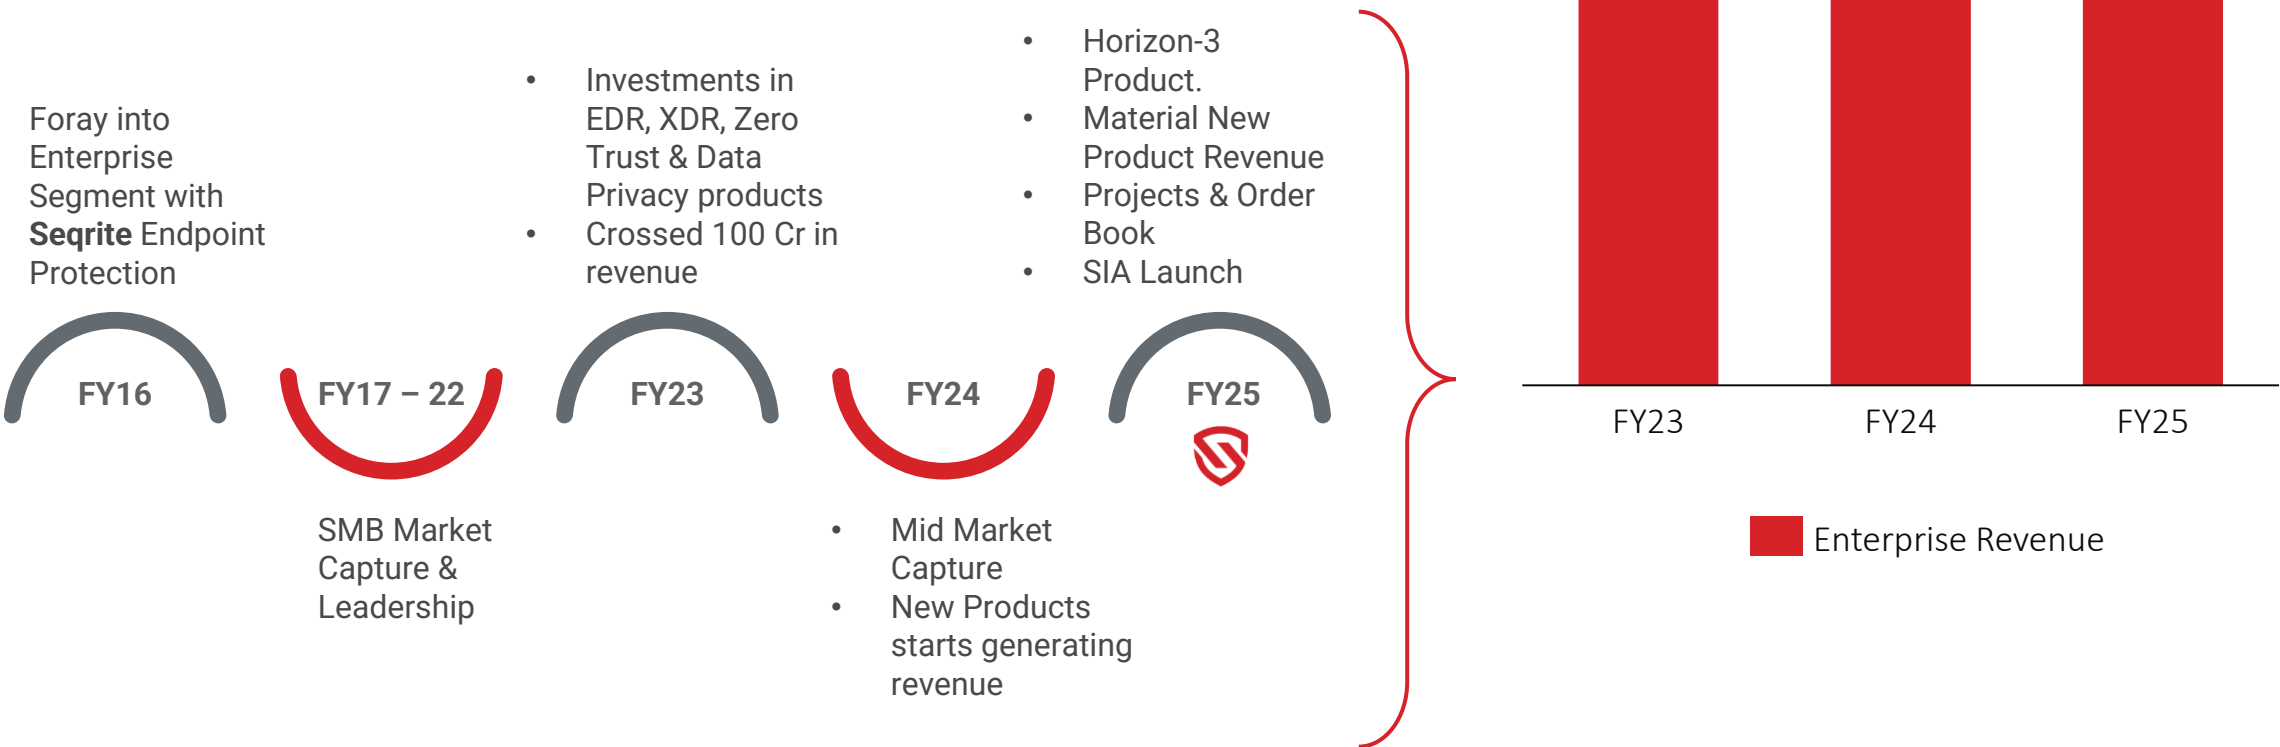 Foray into
Enterprise
Segment with
Seqrite Endpoint
Protection
FY16
FY17 – 22
SMB Market
Capture &
Leadership
• Investments in
EDR, XDR, Zero
Trust & Data
Privacy products
• Crossed 100 Cr in
revenue
FY23
FY24
• Mid Market
Capture
• New Products
starts generating
revenue
• Horizon-3
Product.
• Material New
Product Revenue
• Projects & Order
Book
• SIA Launch
FY25
FY23
FY24
FY25
Enterprise Revenue